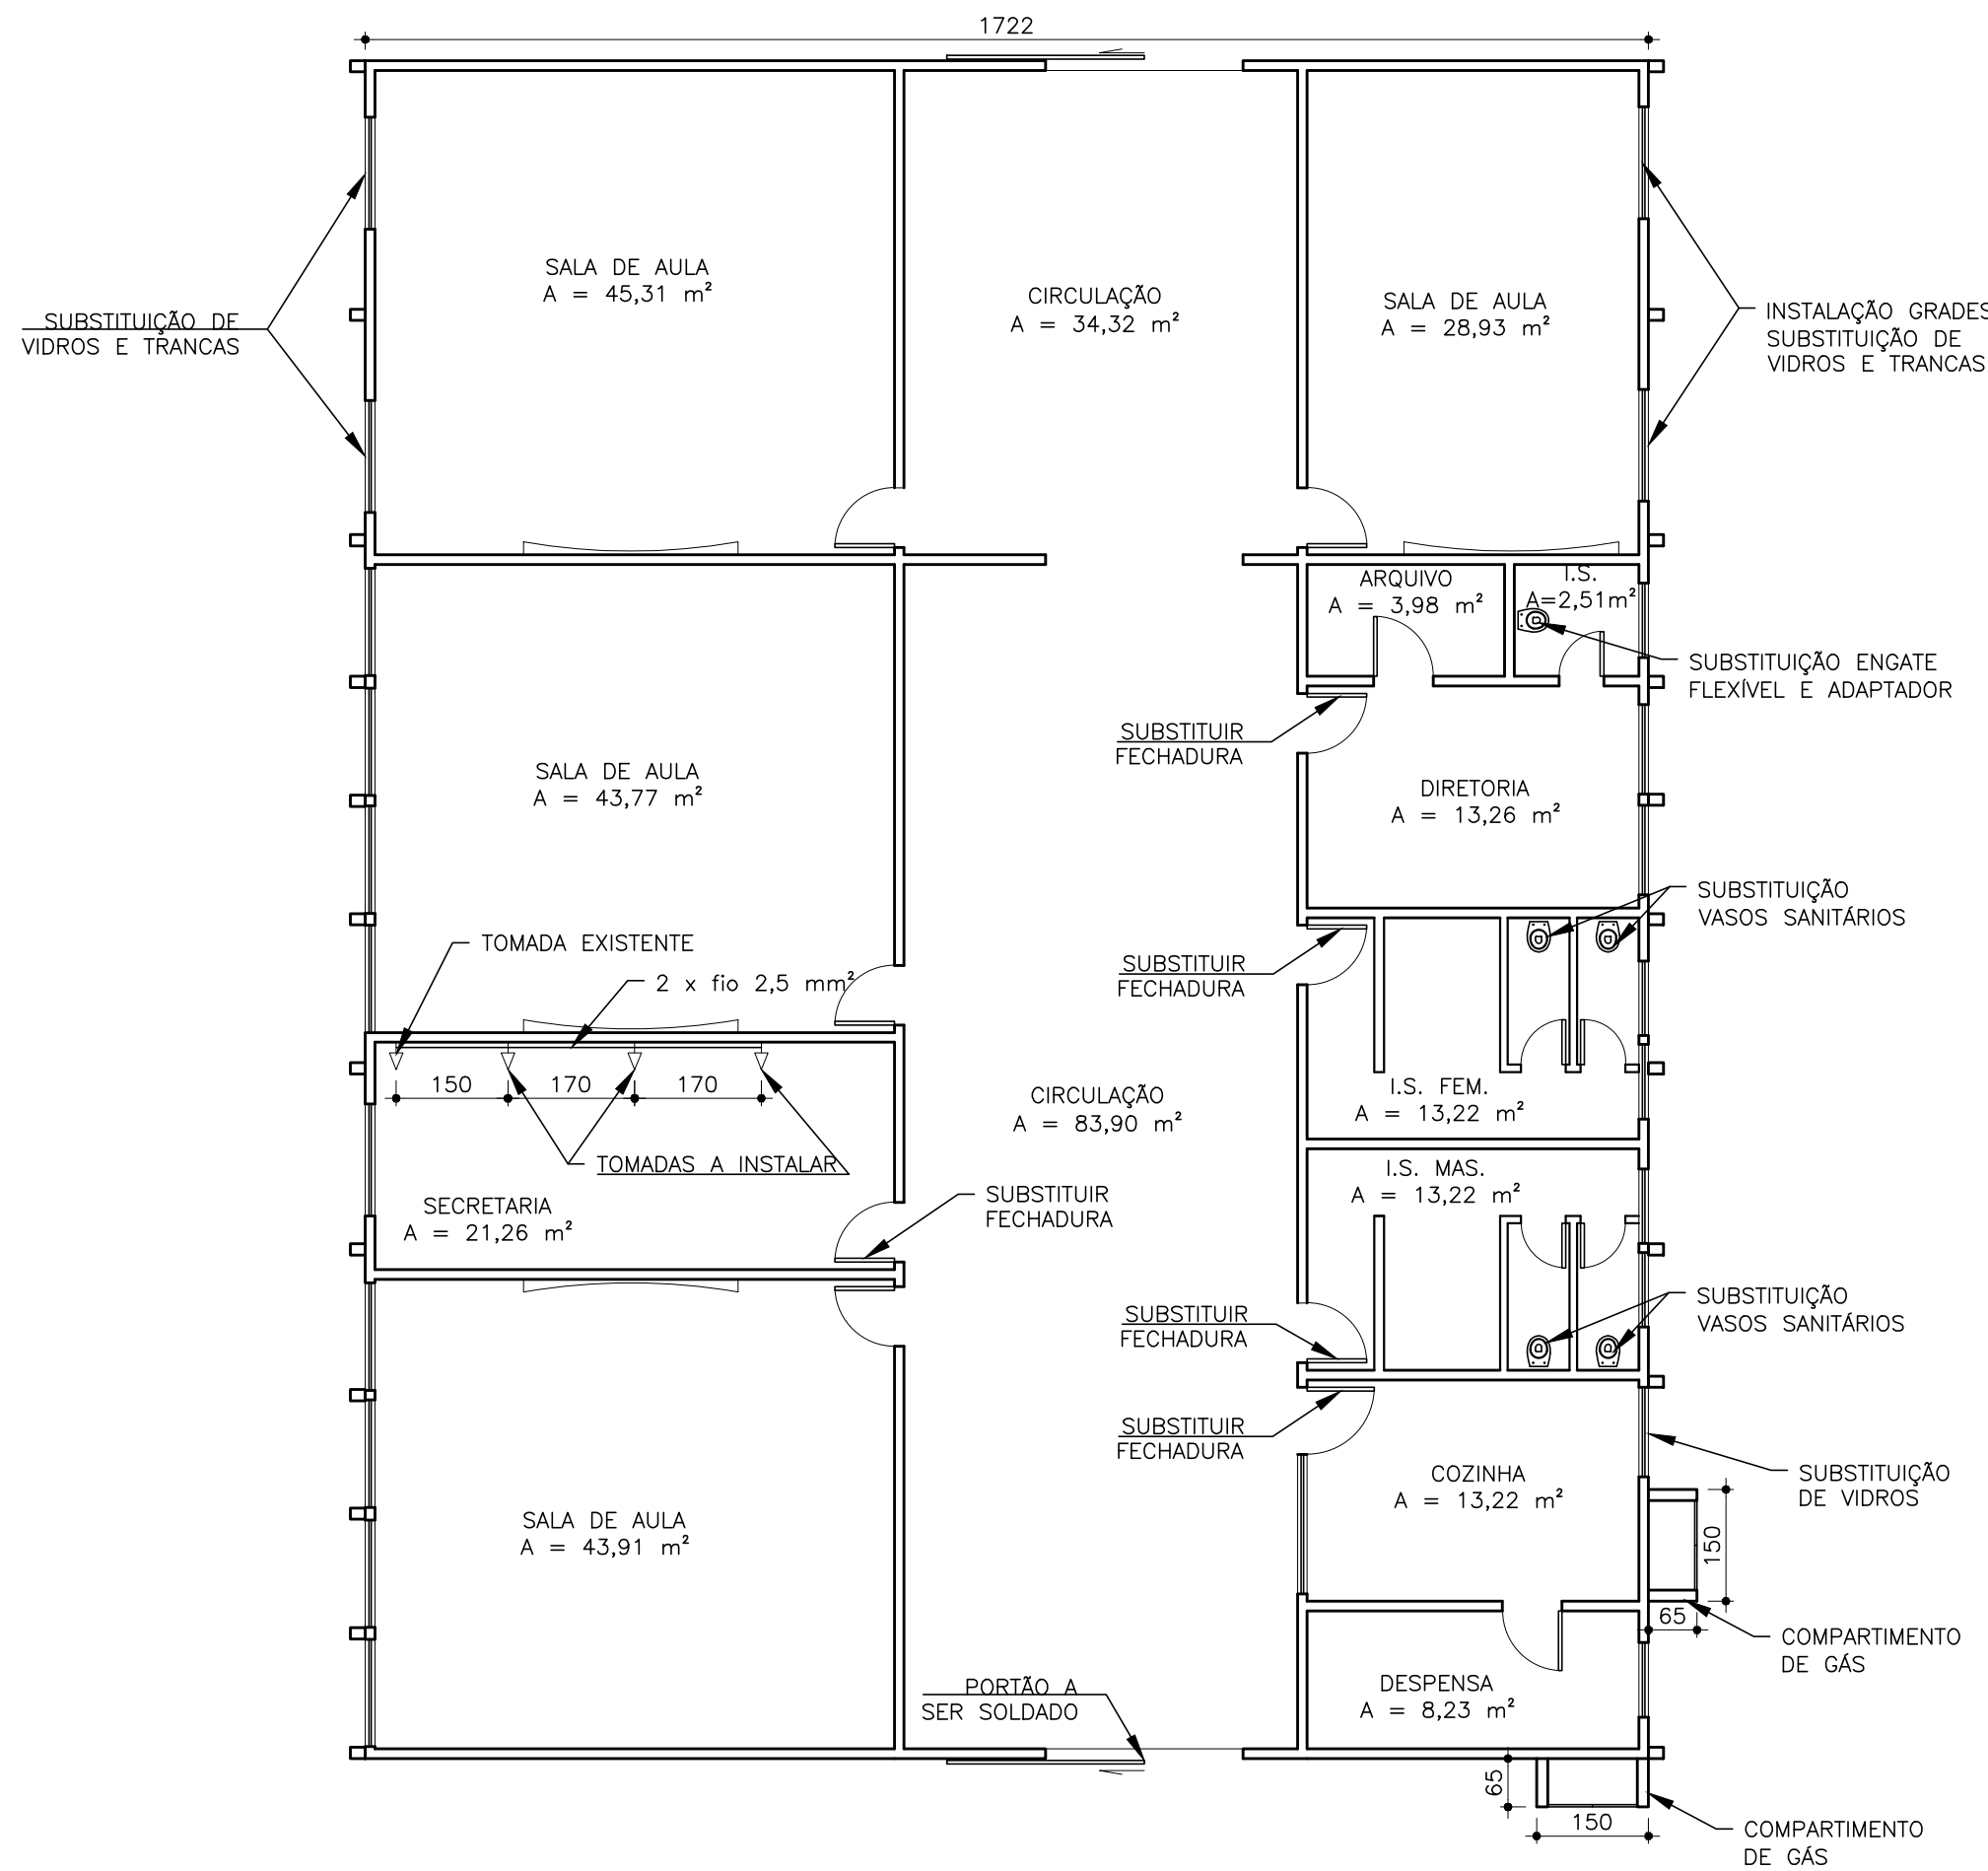 1722
SALA DE AULA
A = 45,31 m²
CIRCULAÇÃO
A = 34,32 m²
SALA DE AULA
A = 28,93 m²
SUBSTITUIÇÃO DE
VIDROS E TRANCAS
INSTALAÇÃO GRADES
SUBSTITUIÇÃO DE
VIDROS E TRANCAS
ARQUIVO
A = 3,98 m²
I.S.
A=2,51m²
SUBSTITUIÇÃO ENGATE
FLEXÍVEL E ADAPTADOR
SUBSTITUIR
FECHADURA
SALA DE AULA
A = 43,77 m²
DIRETORIA
A = 13,26 m²
SUBSTITUIÇÃO
VASOS SANITÁRIOS
TOMADA EXISTENTE
2 x fio 2,5 mm²
SUBSTITUIR
FECHADURA
150
170
170
CIRCULAÇÃO
A = 83,90 m²
I.S. FEM.
A = 13,22 m²
TOMADAS A INSTALAR
I.S. MAS.
A = 13,22 m²
SECRETARIA
A = 21,26 m²
SUBSTITUIR
FECHADURA
SUBSTITUIR
FECHADURA
SUBSTITUIÇÃO
VASOS SANITÁRIOS
SUBSTITUIR
FECHADURA
COZINHA
A = 13,22 m²
SUBSTITUIÇÃO
DE VIDROS
SALA DE AULA
A = 43,91 m²
150
65
COMPARTIMENTO
DE GÁS
PORTÃO A
SER SOLDADO
DESPENSA
A = 8,23 m²
65
150
COMPARTIMENTO
DE GÁS